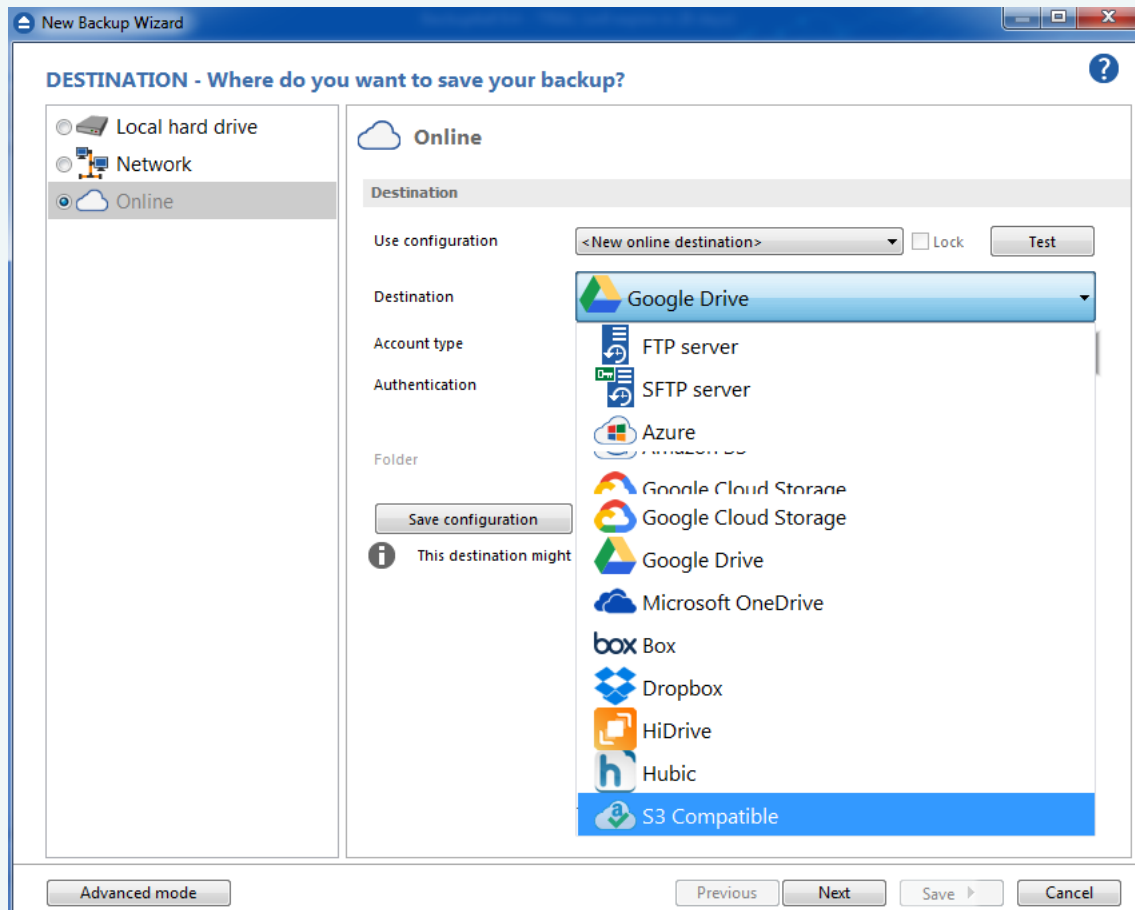 New Backup Wizard
DESTINATION - Where do you want to save your backup?
?
Local hard drive
Network
Online
Online
Destination
Use configuration
<New online destination>
Lock
Test
Destination
Google Drive
Account type
Authentication
Folder
Save configuration
This destination might
FTP server
SFTP server
Azure
Amazon S3
Google Cloud Storage
Google Cloud Storage
Google Drive
Microsoft OneDrive
box Box
Dropbox
HiDrive
h Hubic
a S3 Compatible
Advanced mode
Previous
Next
Save
Cancel